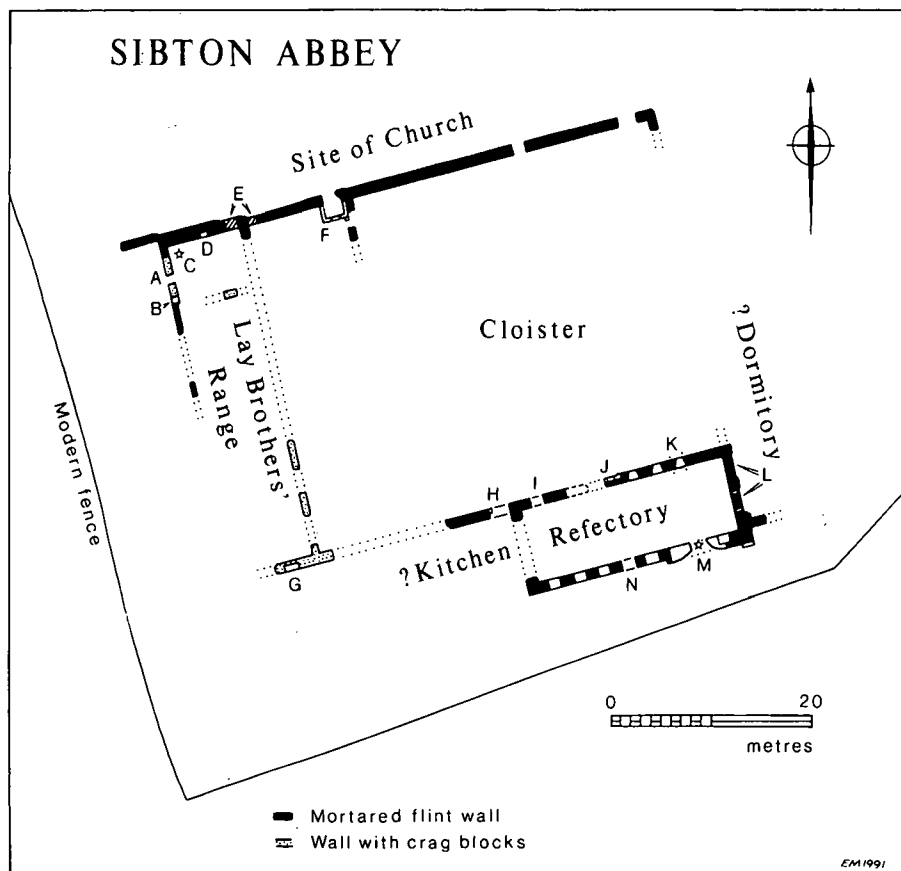 SIBTON ABBEY
Site of Church
E
F
D
C
A
B
Cloister
Lay Brothers'
Range
? Dormitory
Modern fence
K
J
I
H
L
Refectory
? Kitchen
G
M
N
0 20
metres
Mortared flint wall
Wall with crag blocks
EM1991